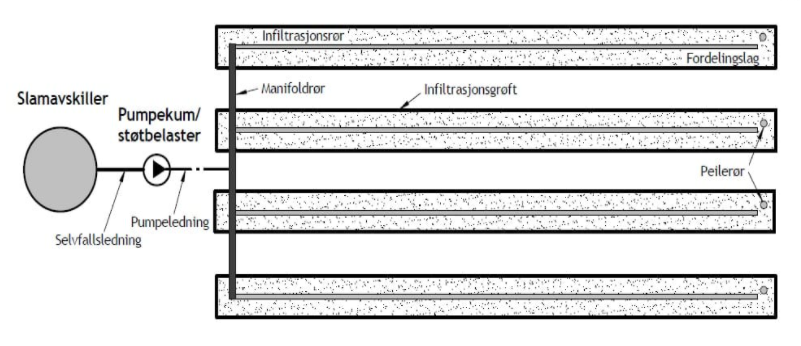 Infiltrasjonsrør
Fordelingslag
Manifoldrør
Infiltrasjonsgrøft
Slamavskiller
Pumpekum/
støtbelaster
Peilerør
Pumpeledning
Selvfallsledning